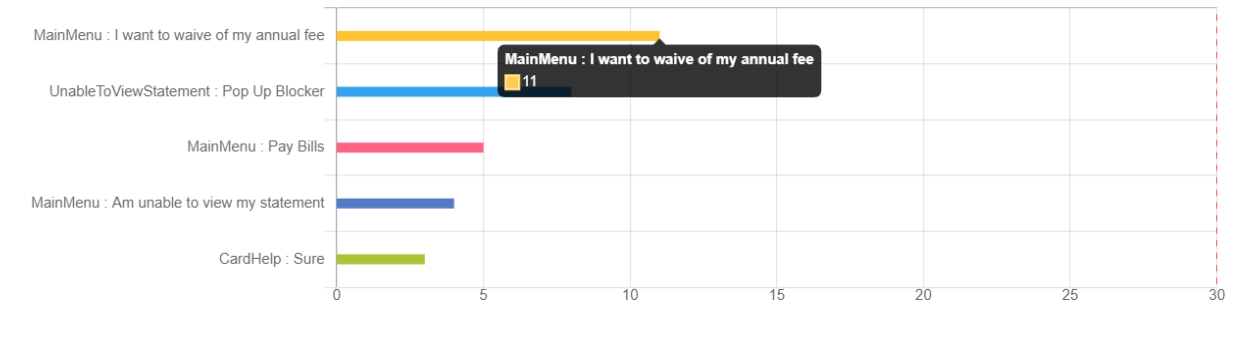 MainMenu : I want to waive of my annual fee
MainMenu : I want to waive of my annual fee
11
UnableToViewStatement : Pop Up Blocker
MainMenu : Pay Bills
MainMenu : Am unable to view my statement
CardHelp : Sure
0 5 10 15 20 25 30